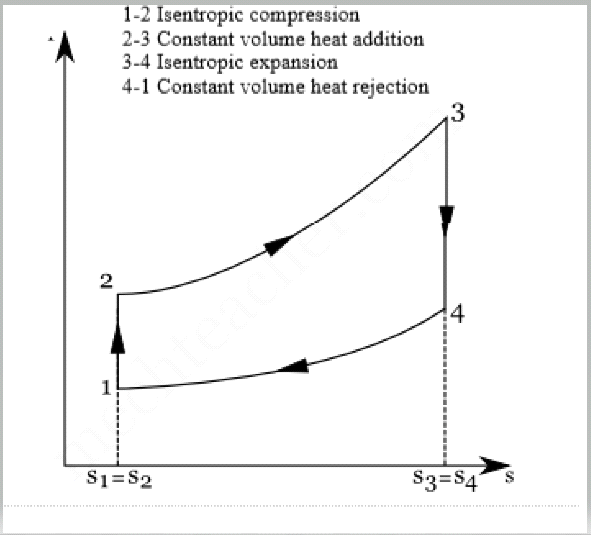 1-2 Isentropic compression
2-3 Constant volume heat addition
3-4 Isentropic expansion
4-1 Constant volume heat rejection
3
2
4
1
s1=s2
s3=s4 s